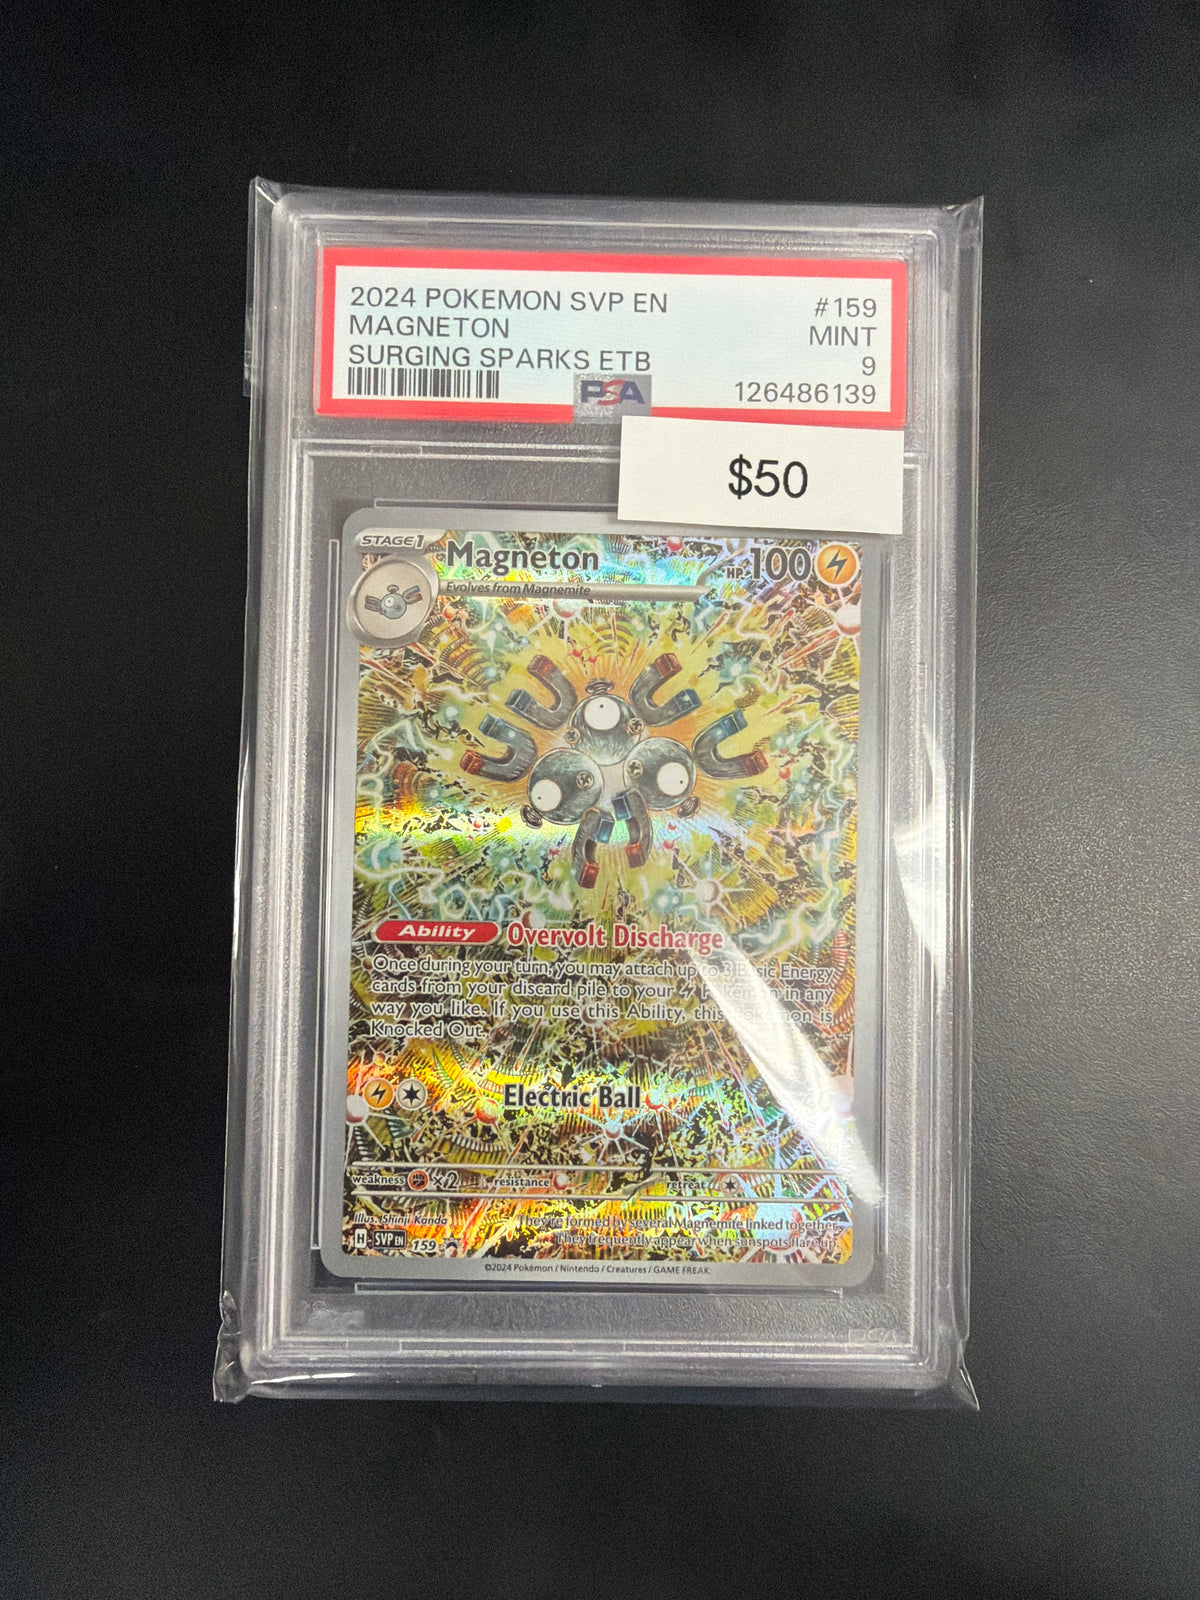 2024 POKEMON SVP EN #159
MAGNETON MINT
SURGING SPARKS ETB 9
PSA 126486139
$50
STAGE1 Magneton HP 100
Evolves from Magnemite
Ability Overvolt Discharge
Once during your turn, you may attach up to 3 Basic Energy
cards from your discard pile to your Pokémon in any
way you like. If you use this Ability, this Pokémon is
Knocked Out.
Electric Ball
weakness ×2 resistance retreat
Illus. Shinji Kanda
They're formed by several Magnemite linked together.
They frequently appear when sunspots flare up.
H SVP EN 159
©2024 Pokémon / Nintendo / Creatures / GAME FREAK